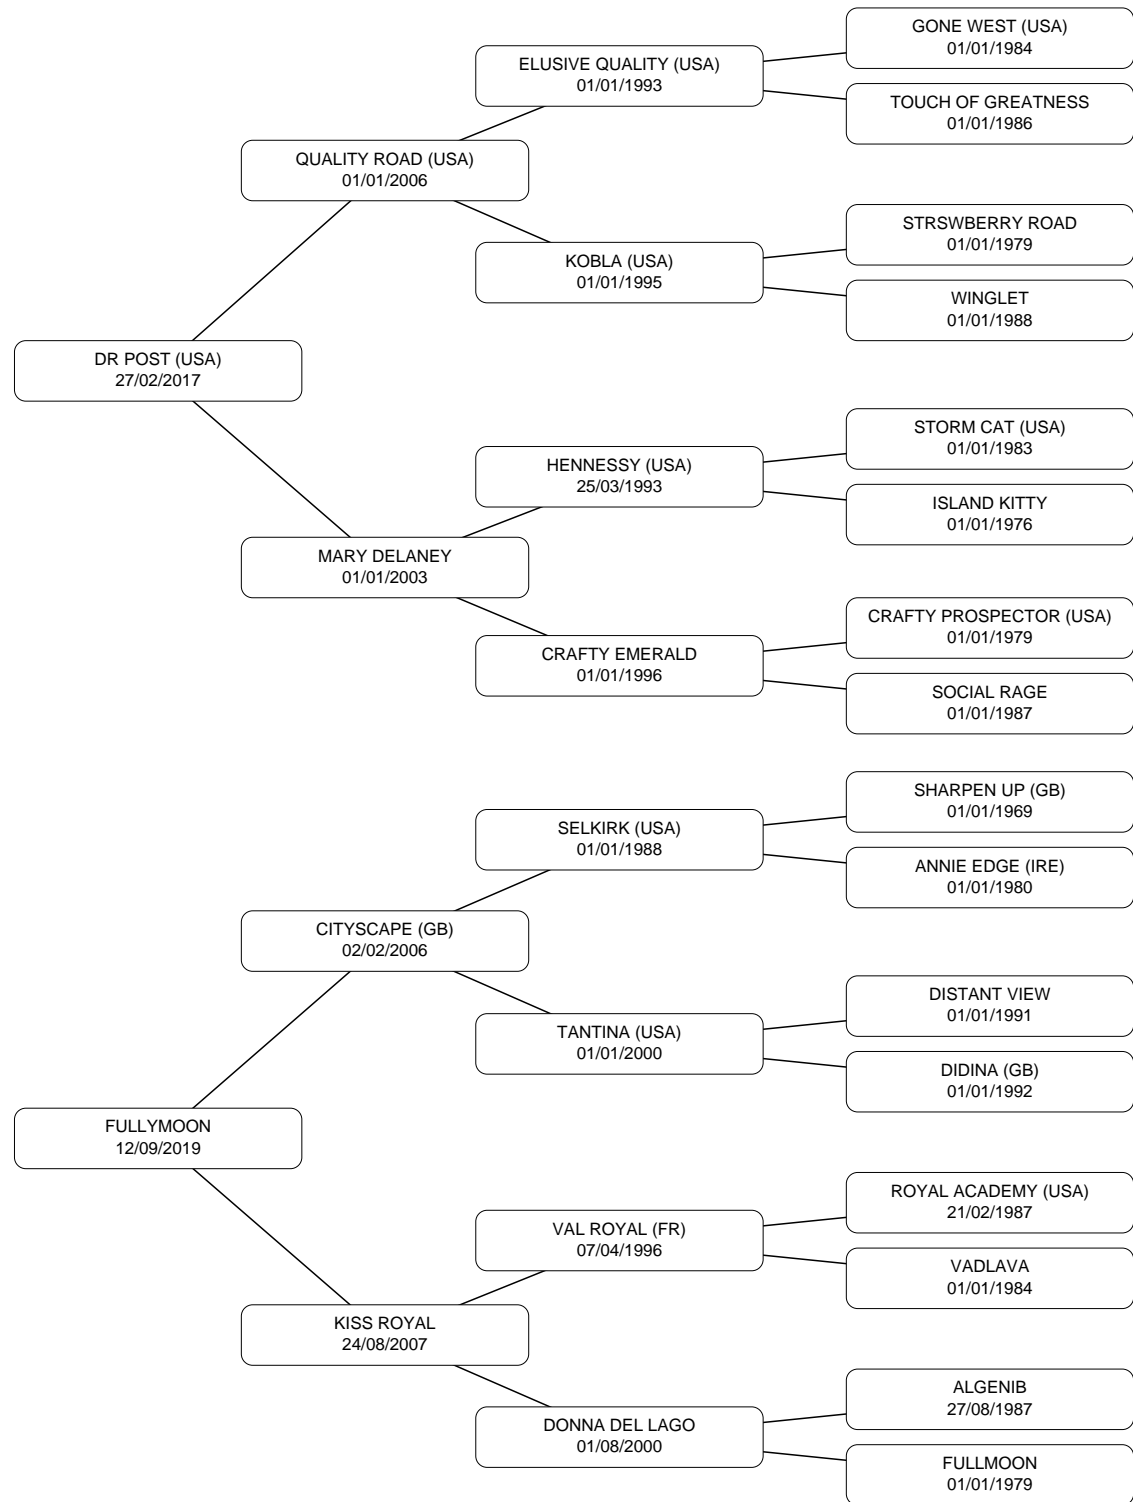 GONE WEST (USA)
01/01/1984
ELUSIVE QUALITY (USA)
01/01/1993
TOUCH OF GREATNESS
01/01/1986
QUALITY ROAD (USA)
01/01/2006
STRSWBERRY ROAD
01/01/1979
KOBLA (USA)
01/01/1995
WINGLET
01/01/1988
DR POST (USA)
27/02/2017
STORM CAT (USA)
01/01/1983
HENNESSY (USA)
25/03/1993
ISLAND KITTY
01/01/1976
MARY DELANEY
01/01/2003
CRAFTY PROSPECTOR (USA)
01/01/1979
CRAFTY EMERALD
01/01/1996
SOCIAL RAGE
01/01/1987
SHARPEN UP (GB)
01/01/1969
SELKIRK (USA)
01/01/1988
ANNIE EDGE (IRE)
01/01/1980
CITYSCAPE (GB)
02/02/2006
DISTANT VIEW
01/01/1991
TANTINA (USA)
01/01/2000
DIDINA (GB)
01/01/1992
FULLYMOON
12/09/2019
ROYAL ACADEMY (USA)
21/02/1987
VAL ROYAL (FR)
07/04/1996
VADLAVA
01/01/1984
KISS ROYAL
24/08/2007
ALGENIB
27/08/1987
DONNA DEL LAGO
01/08/2000
FULLMOON
01/01/1979